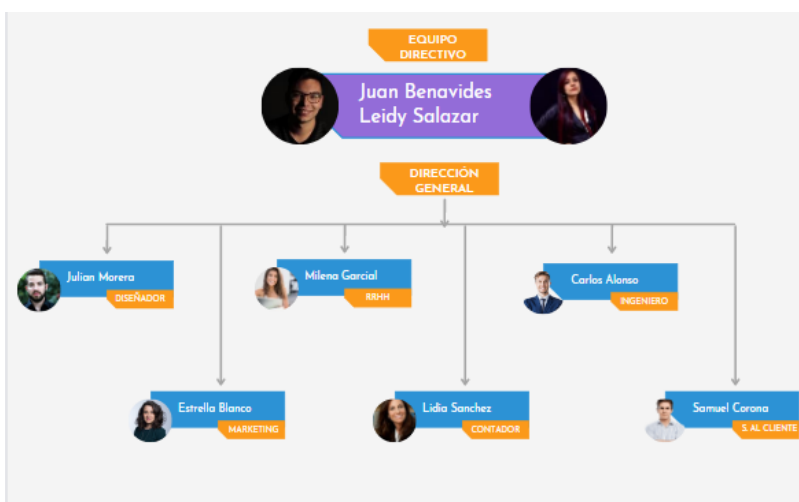 EQUIPO
DIRECTIVO
Juan Benavides
Leidy Salazar
DIRECCIÓN
GENERAL
Julian Morera
DISEÑADOR
Milena Garcial
RRHH
Carlos Alonso
INGENIERO
Estrella Blanco
MARKETING
Lidia Sanchez
CONTADOR
Samuel Corona
S. AL CLIENTE